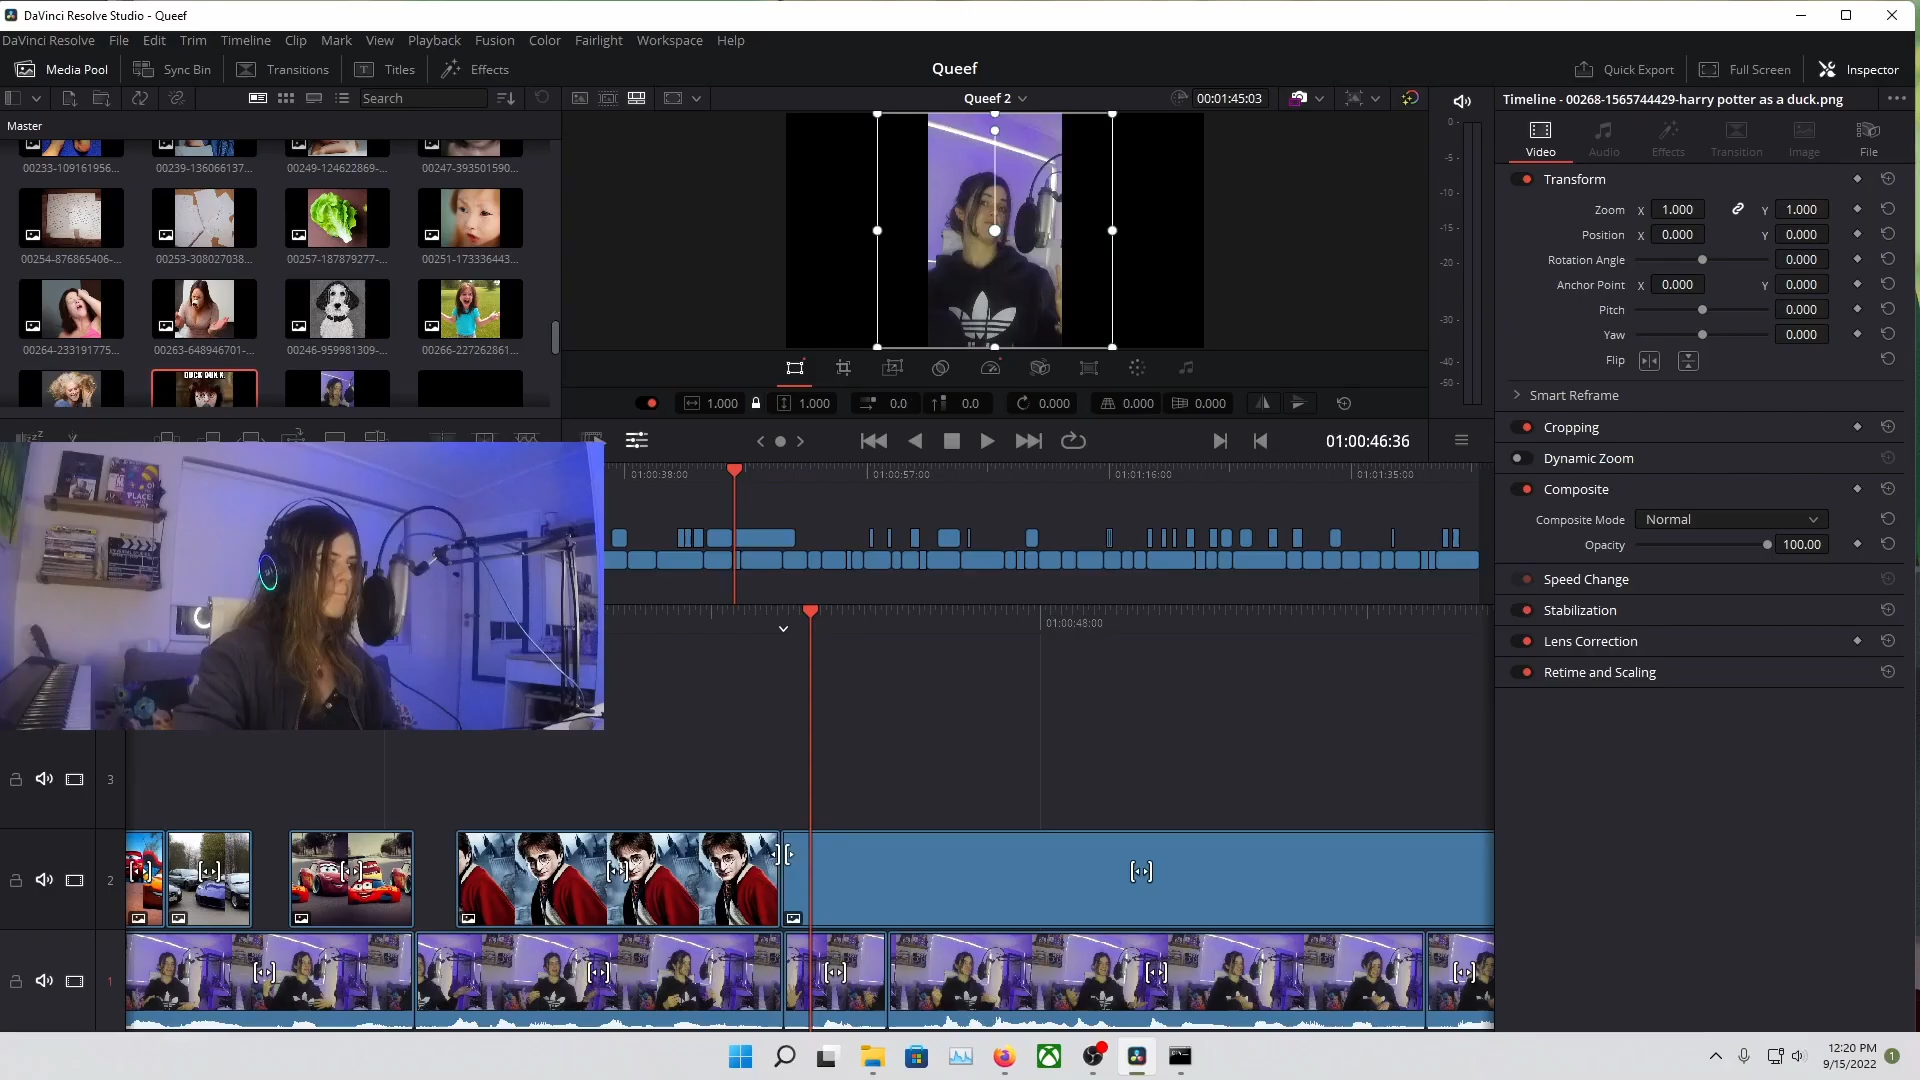 DaVinci Resolve Studio - Queef
DaVinci Resolve File Edit Trim Timeline Clip Mark View Playback Fusion Color Fairlight Workspace Help
Media Pool Sync Bin Transitions Titles Effects Queef Quick Export Full Screen Inspector
Search Queef 2 00:01:45:03 Timeline - 00268-1565744429-harry potter as a duck.png
Master
Video Audio Effects Transition Image File
00233-109161956... 00239-136066137... 00249-124622869-... 00247-393501590...
00254-876865406-... 00253-308027038... 00257-187879277-... 00251-173336443...
00264-233191775... 00263-648946701-... 00246-959981309-... 00266-227262861...
0
-5
-10
-15
-20
-30
-40
-50
Transform
Zoom X 1.000 Y 1.000
Position X 0.000 Y 0.000
Rotation Angle 0.000
Anchor Point X 0.000 Y 0.000
Pitch 0.000
Yaw 0.000
Flip
Smart Reframe
Cropping
Dynamic Zoom
Composite
Composite Mode Normal
Opacity 100.00
Speed Change
Stabilization
Lens Correction
Retime and Scaling
1.000 1.000 0.0 0.0 0.000 0.000 0.000
01:00:46:36
01:00:38:00 01:00:57:00 01:01:16:00 01:01:35:00
01:00:48:00
3
2
1
12:20 PM
9/15/2022
1